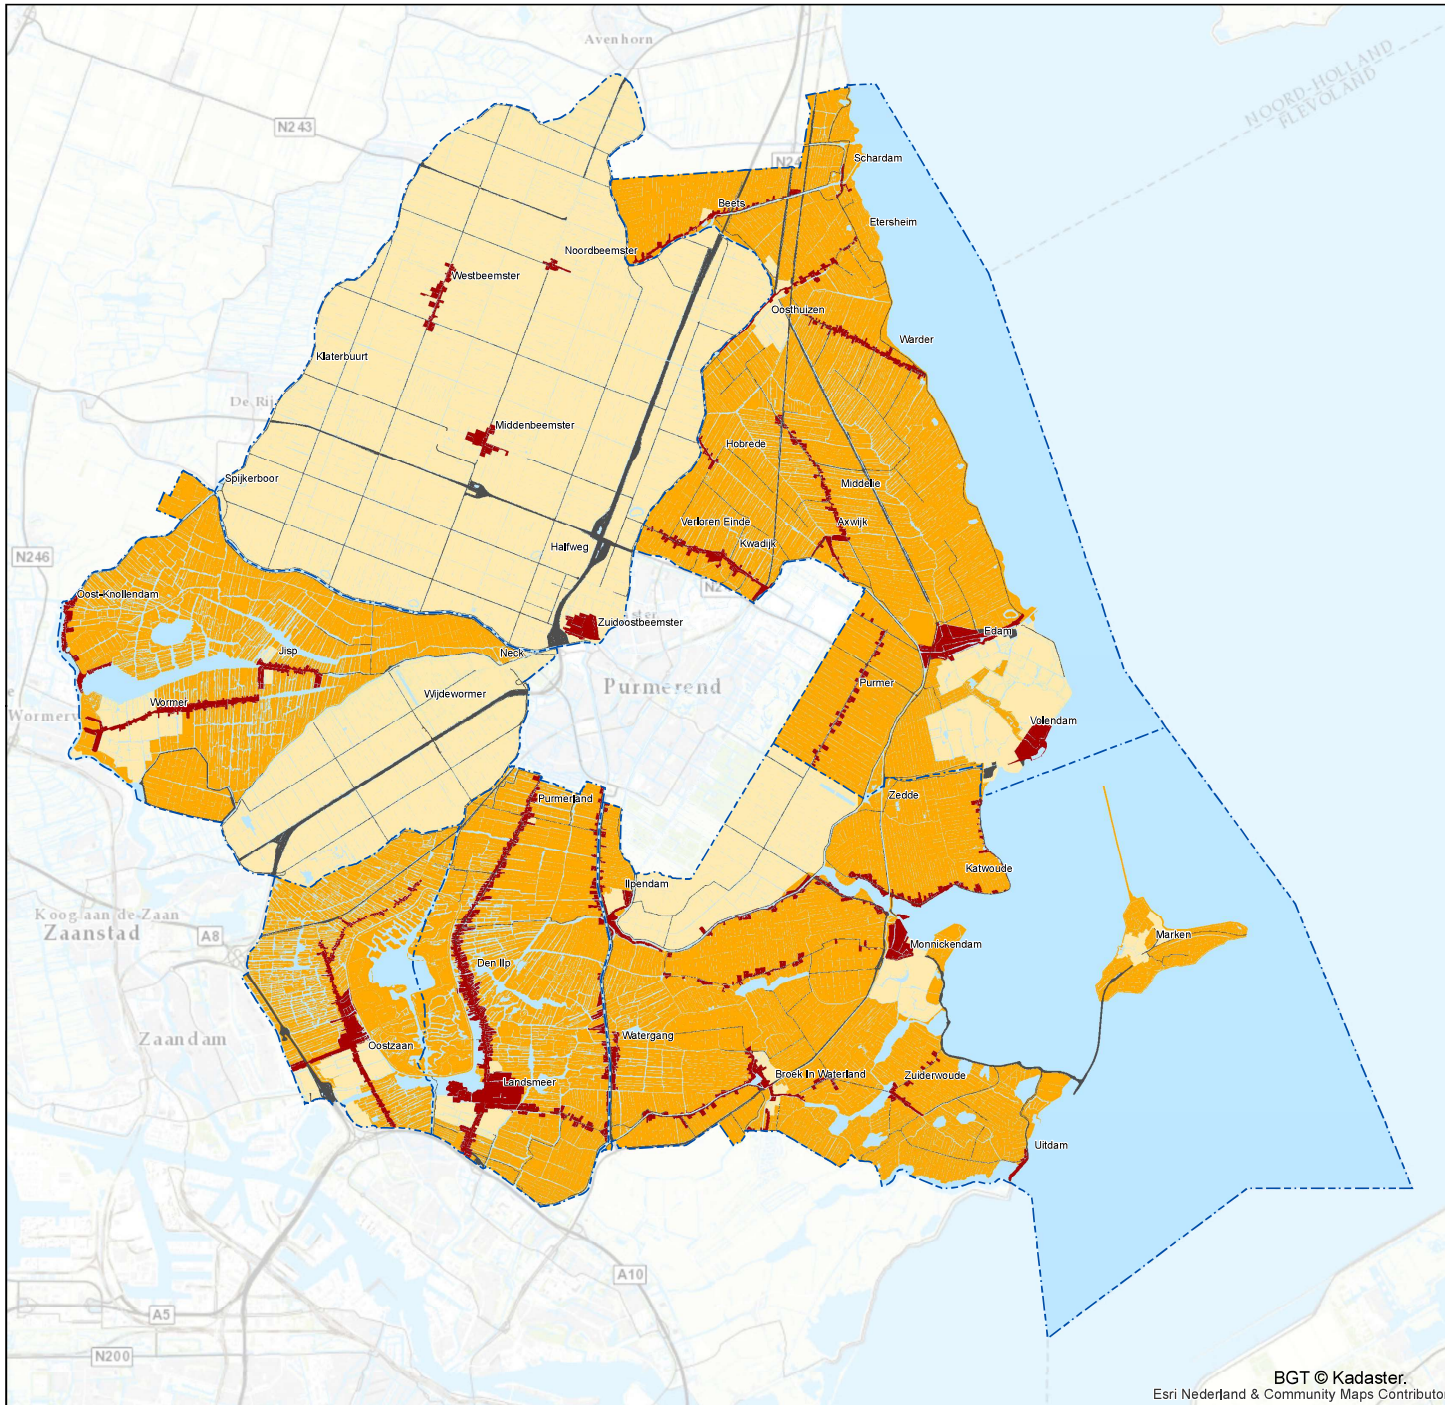 Avenhorn
NOORD-HOLLAND
FLEVOLAND
N243
Schardam
Beets
Etersheim
Noordbeemster
Westbeemster
Oosthuizen
Warder
Klaterbuurt
De Rij
Middenbeemster
Hobrede
Spijkerboor
Middelie
Verloren Einde
Axwijk
Kwadijk
Halfweg
N246
Oost-Knollendam
Zuidoostbeemster
Edam
Jisp
Neck
Purmerend
Purmer
Wijdewormer
Wormer
Wormerv
Volendam
Purmerland
Zedde
Katwoude
Ilpendam
Koog aan de Zaan
Zaanstad
A8
Marken
Monnickendam
Den Ilp
Zaandam
Watergang
Oostzaan
Broek In Waterland
Zuiderwoude
Landsmeer
Uitdam
A10
A5
N200
BGT © Kadaster.
Esri Nederland & Community Maps Contributor